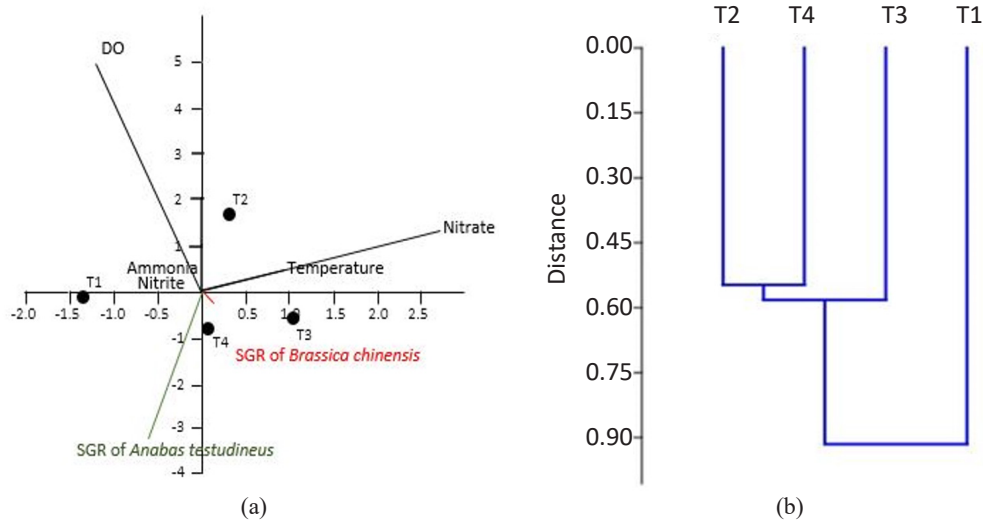 DO
5
4
3
2
T2
1
Nitrate
Ammonia
Temperature
Nitrite
T1
-2.0 -1.5 -1.0 -0.5 0.5 1.0 1.5 2.0 2.5
T4
T3
-1
SGR of Brassica chinensis
-2
-3
SGR of Anabas testudineus
-4
(a)
T2 T4 T3 T1
0.00
0.15
0.30
0.45
0.60
0.75
0.90
Distance
(b)